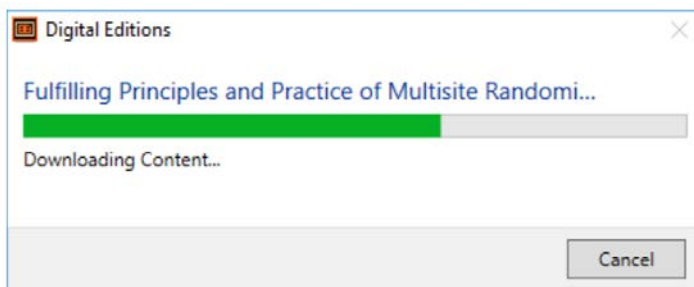 Digital Editions
Fulfilling Principles and Practice of Multisite Randomi...
Downloading Content...
Cancel